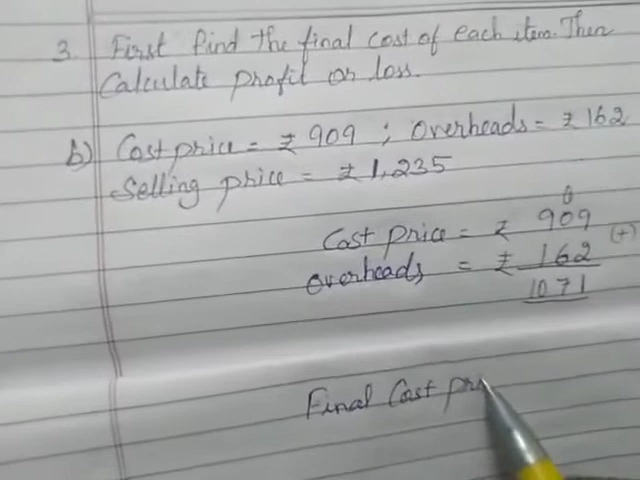 3. First find the final cost of each item. Then
Calculate profit or loss.
b) Cost price = ₹ 909 ; Overheads = ₹ 162
Selling price = ₹ 1,235
Cost price = ₹ 909 (+)
Overheads = ₹ 162
1071
Final Cost pri